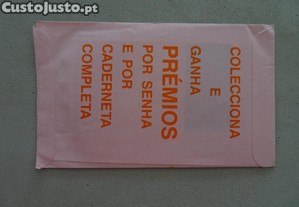 CustoJusto.pt
COLECCIONA
E
GANHA
PRÉMIOS
POR SENHA
E POR
CADERNETA
COMPLETA